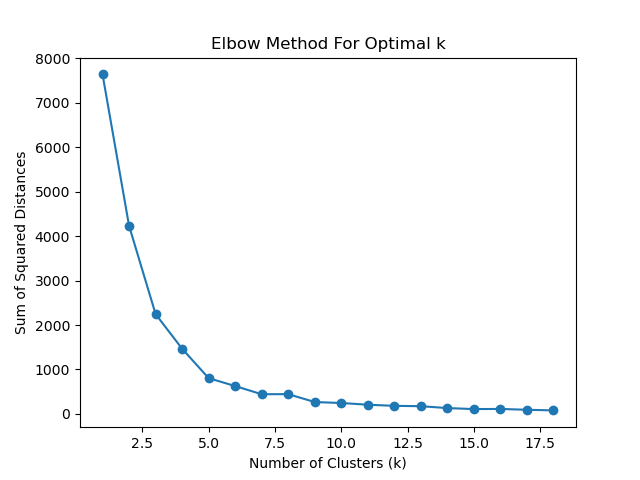 Elbow Method For Optimal k
8000
7000
6000
5000
4000
3000
2000
1000
0
Sum of Squared Distances
2.5 5.0 7.5 10.0 12.5 15.0 17.5
Number of Clusters (k)